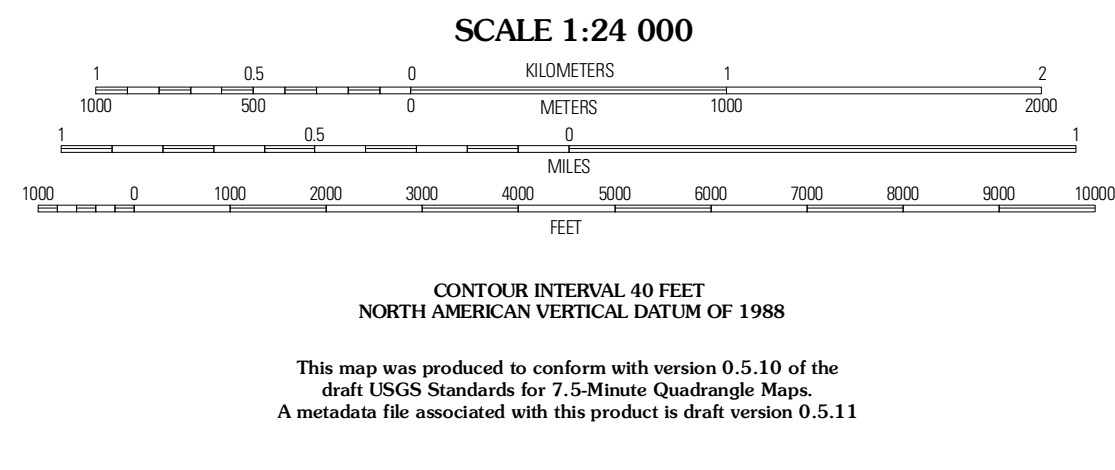 SCALE 1:24 000
1 0.5 0 KILOMETERS 1 2
1000 500 0 METERS 1000 2000
1 0.5 0 1
MILES
1000 0 1000 2000 3000 4000 5000 6000 7000 8000 9000 10000
FEET
CONTOUR INTERVAL 40 FEET
NORTH AMERICAN VERTICAL DATUM OF 1988
This map was produced to conform with version 0.5.10 of the
draft USGS Standards for 7.5-Minute Quadrangle Maps.
A metadata file associated with this product is draft version 0.5.11